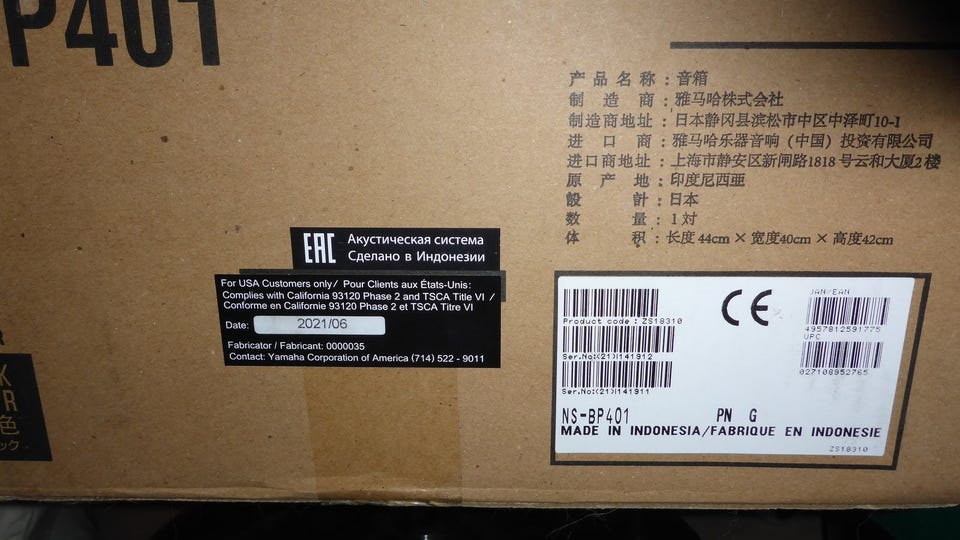 P401
产品名称：音箱
制造商：雅马哈株式会社
制造商地址：日本静冈县滨松市中区中泽町10-1
进口商：雅马哈乐器音响（中国）投资有限公司
进口商地址：上海市静安区新闸路1818号云和大厦2楼
原产地：印度尼西亜
設計：日本
数量：1对
体积：长度44cm×宽度40cm×高度42cm
EAC
Акустическая система
Сделано в Индонезии
For USA Customers only/ Pour Clients aux États-Unis:
Complies with California 93120 Phase 2 and TSCA Title VI /
Conforme en Californie 93120 Phase 2 et TSCA Title VI
Date: 2021/06
Fabricator / Fabricant: 0000035
Contact: Yamaha Corporation of America (714) 522 - 9011
Product code : ZS18310
Ser.No:(21)I141912
Ser.No:(21)I141911
CE
JAN/EAN
4957812591775
UPC
027108952765
NS-BP401 PN G
MADE IN INDONESIA/FABRIQUE EN INDONESIE
ZS18310
R
K
R
色
ック